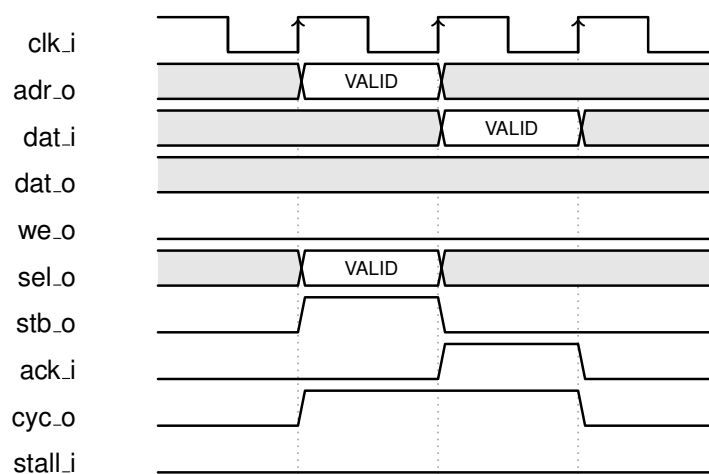 clk_i
adr_o VALID
dat_i VALID
dat_o
we_o
sel_o VALID
stb_o
ack_i
cyc_o
stall_i